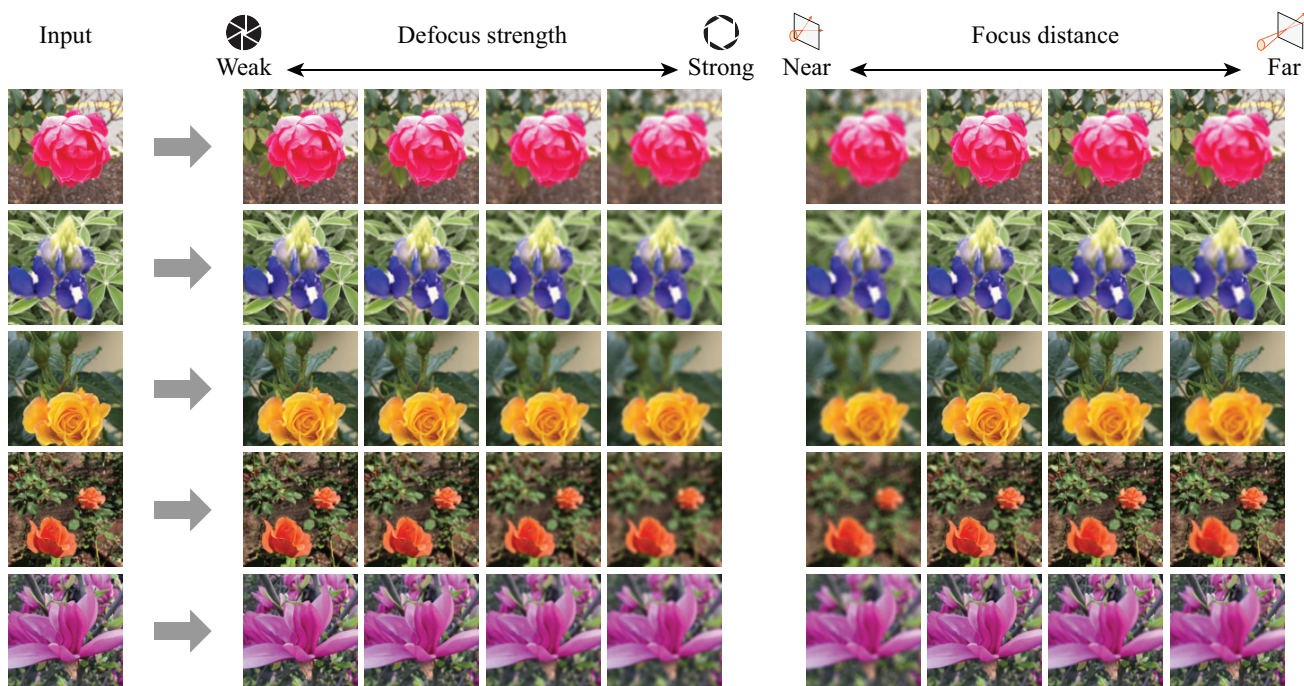 Input
Defocus strength
Focus distance
Weak
Strong
Near
Far